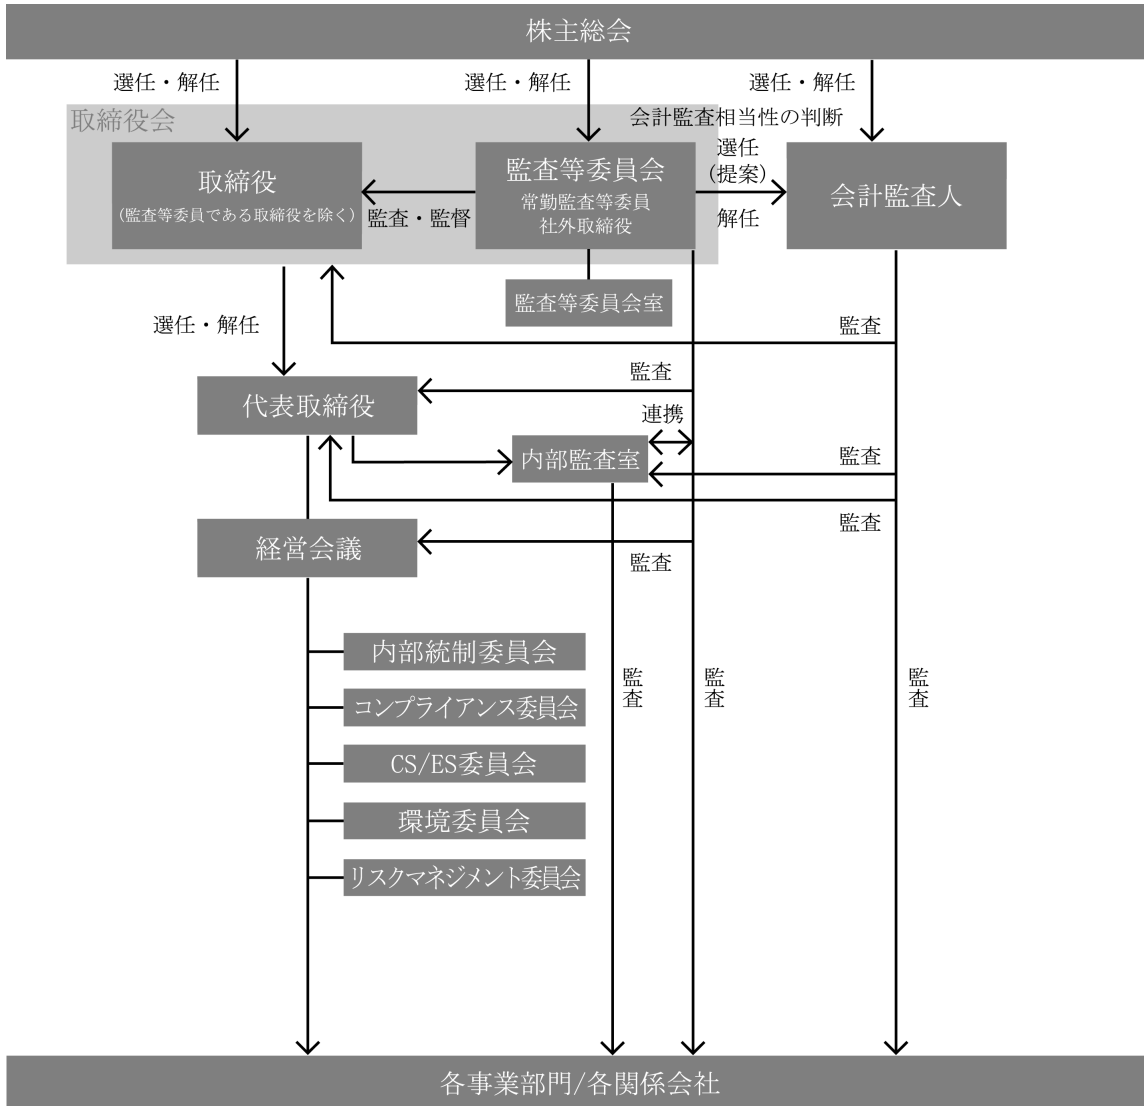 株主総会
選任・解任
選任・解任
選任・解任
取締役会
会計監査相当性の判断
取締役
（監査等委員である取締役を除く）
監査・監督
監査等委員会
常勤監査等委員
社外取締役
選任
（提案）
解任
会計監査人
監査等委員会室
選任・解任
監査
監査
代表取締役
連携
内部監査室
監査
監査
経営会議
監査
内部統制委員会
コンプライアンス委員会
CS/ES委員会
環境委員会
リスクマネジメント委員会
監査
監査
監査
各事業部門/各関係会社